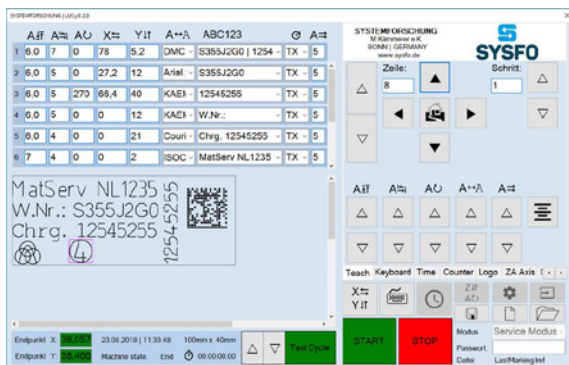 SYSTEMFORSCHUNG | LUCy8 2.0
ABC123
1 6.0 7 0 78 5,2 DMC S355J2G0 | 1254 TX 5
2 6.0 5 0 27,2 12 Arial. S355J2G0 TX 5
3 6.0 5 270 66,4 40 KAEI 12545255 TX 5
4 6.0 5 0 0 12 KAEI W.Nr.: TX 5
5 6.0 4 0 0 21 Couri Chrg. 12545255 TX 5
6 7 4 0 0 2 ISOC MatServ NL1235 TX 5
MatServ NL1235
W.Nr.: S355J2G0
Chrg. 12545255
4
12545255
Endpunkt X: 36,057 23.08.2018 | 11:33:48 100mm x 40mm
Endpunkt Y: 38,400 Machine state: End 00:00:08.00
Test Cycle
SYSTEMFORSCHUNG
M.Kämmerer e.K
BONN | GERMANY
www.sysfo.de
SYSFO
Zeile: Schritt:
8 1
Teach Keyboard Time Counter Logo ZA Axis
START STOP
Modus Service Modus
Passwort
Datei LastMarking.lmf